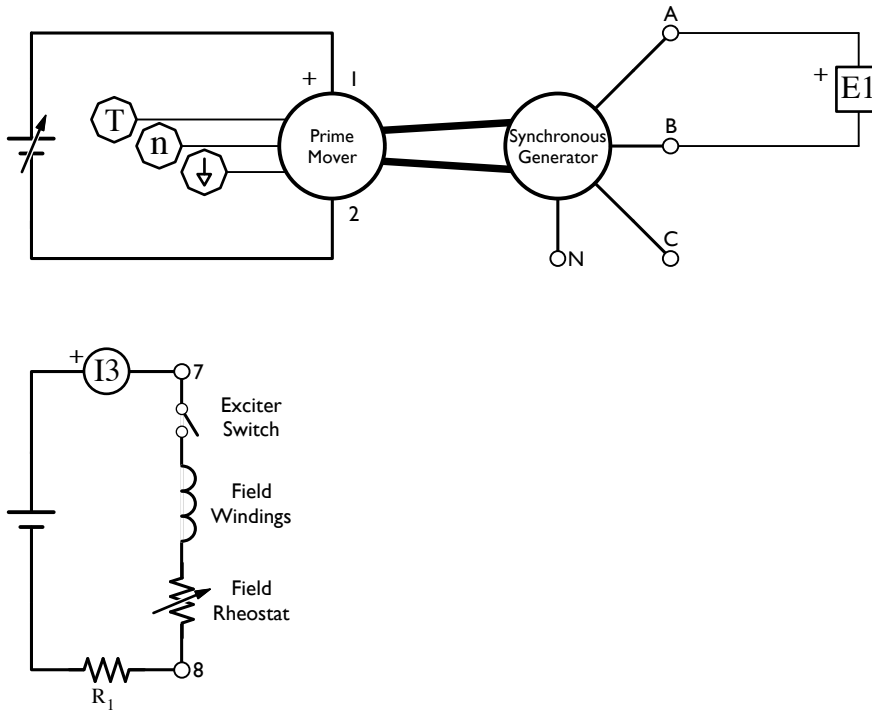 A
+
1
+
E1
T
n
Prime
Mover
Synchronous
Generator
B
2
C
N
+
I3
7
Exciter
Switch
Field
Windings
Field
Rheostat
8
R1